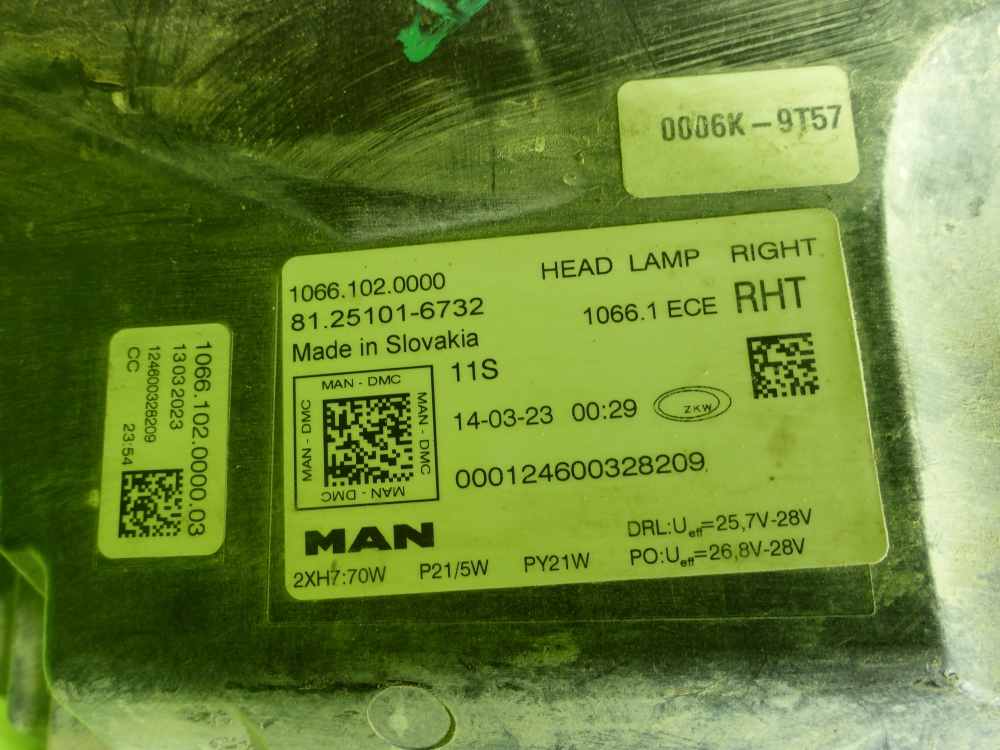 0006K-9T57
1066.102.0000
HEAD LAMP RIGHT
81.25101-6732
1066.1 ECE RHT
Made in Slovakia
11S
MAN - DMC
MAN - DMC
MAN - DMC
MAN - DMC
14-03-23 00:29
ZKW
000124600328209
MAN
DRL:Ueff=25,7V-28V
2XH7:70W P21/5W PY21W
PO:Ueff=26,8V-28V
1066.102.0000.03
13032023
124600328209
CC 23:54